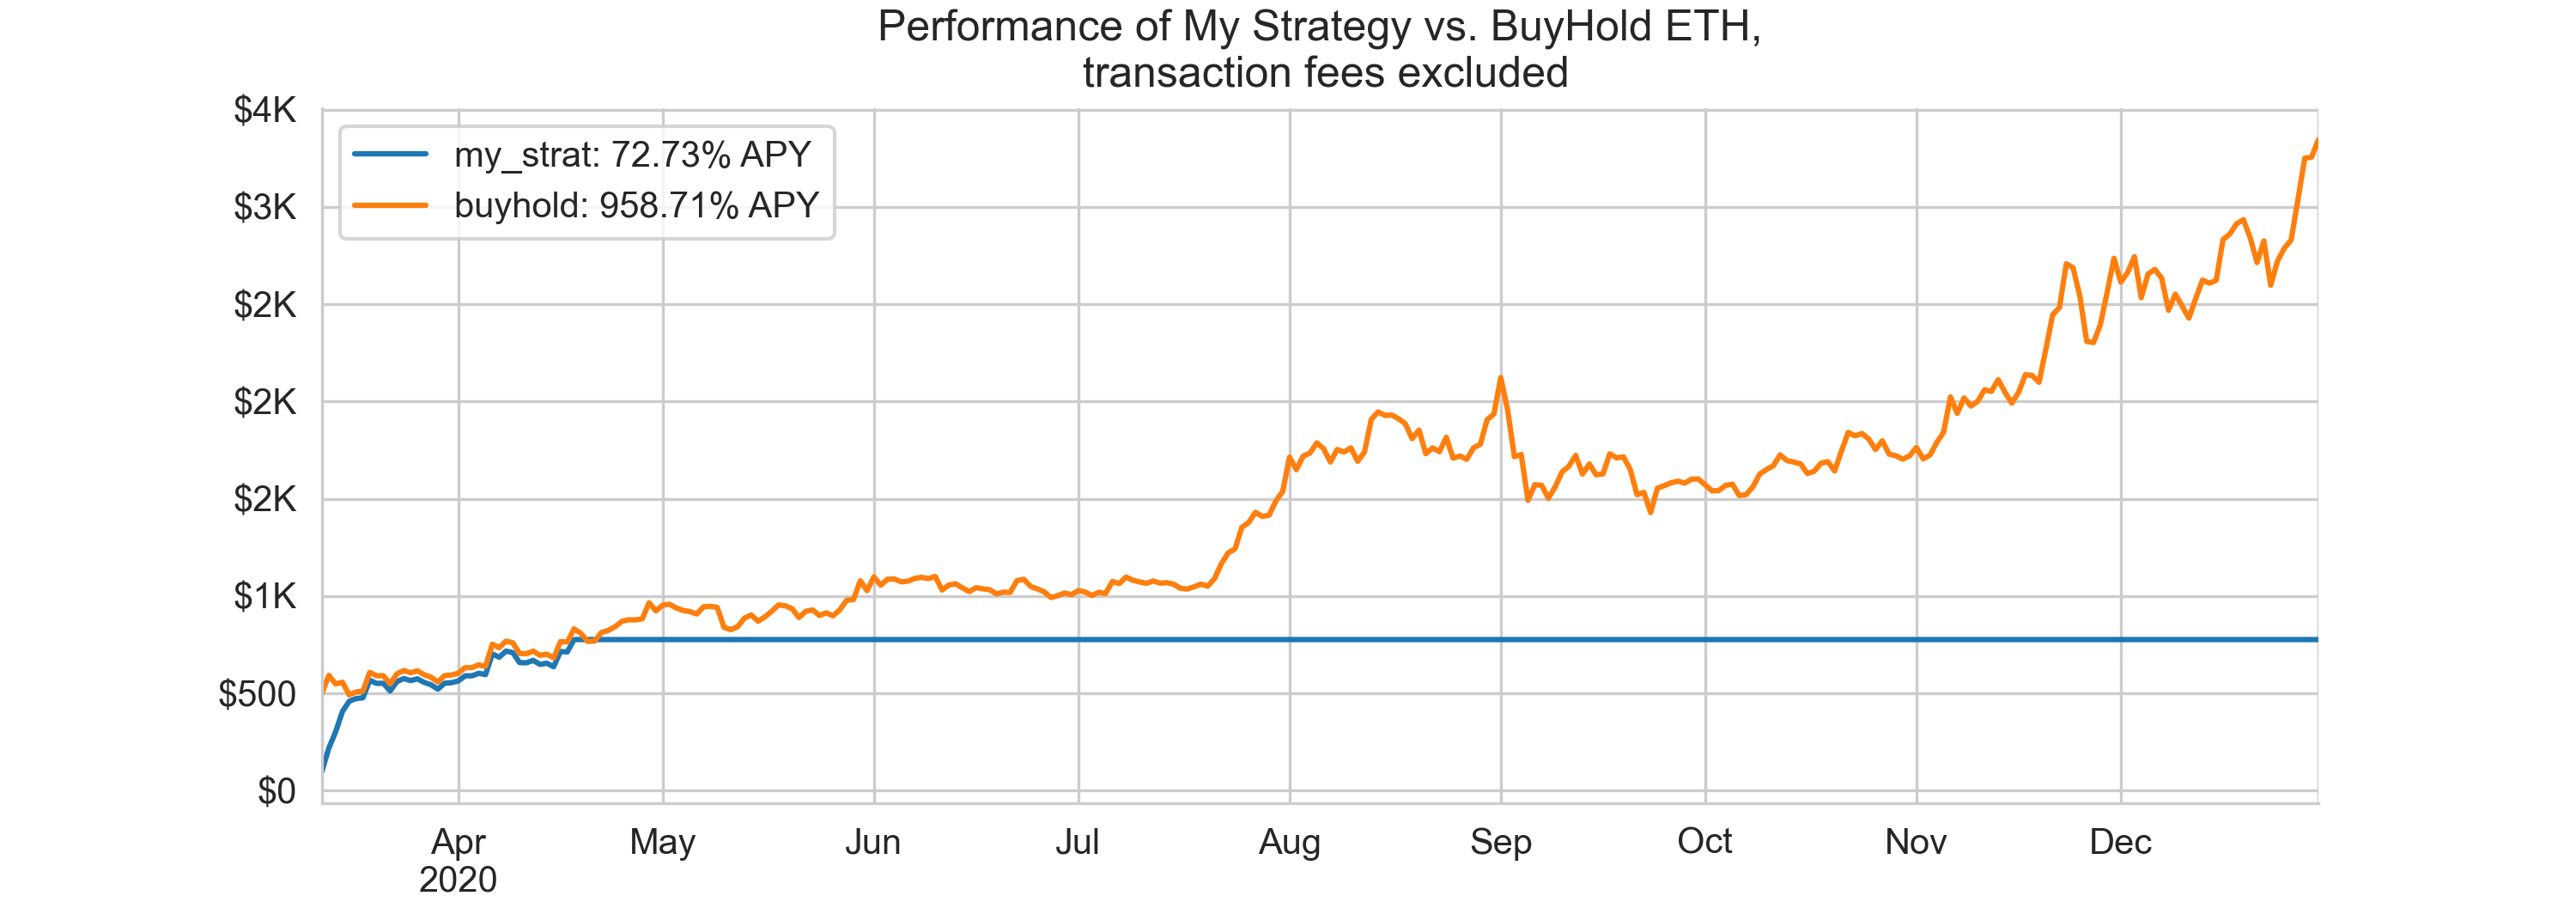 Performance of My Strategy vs. BuyHold ETH,
transaction fees excluded
$4K
my_strat: 72.73% APY
buyhold: 958.71% APY
$3K
$2K
$2K
$2K
$1K
$500
$0
Apr May Jun Jul Aug Sep Oct Nov Dec
2020